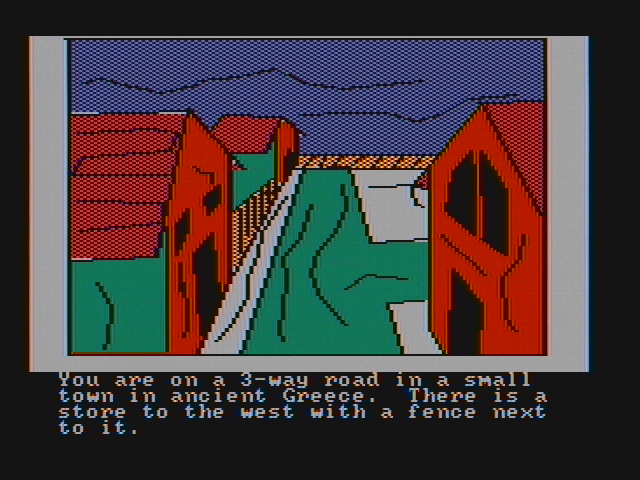 You are on a 3-way road in a small
town in ancient Greece.  There is a
store to the west with a fence next
to it.